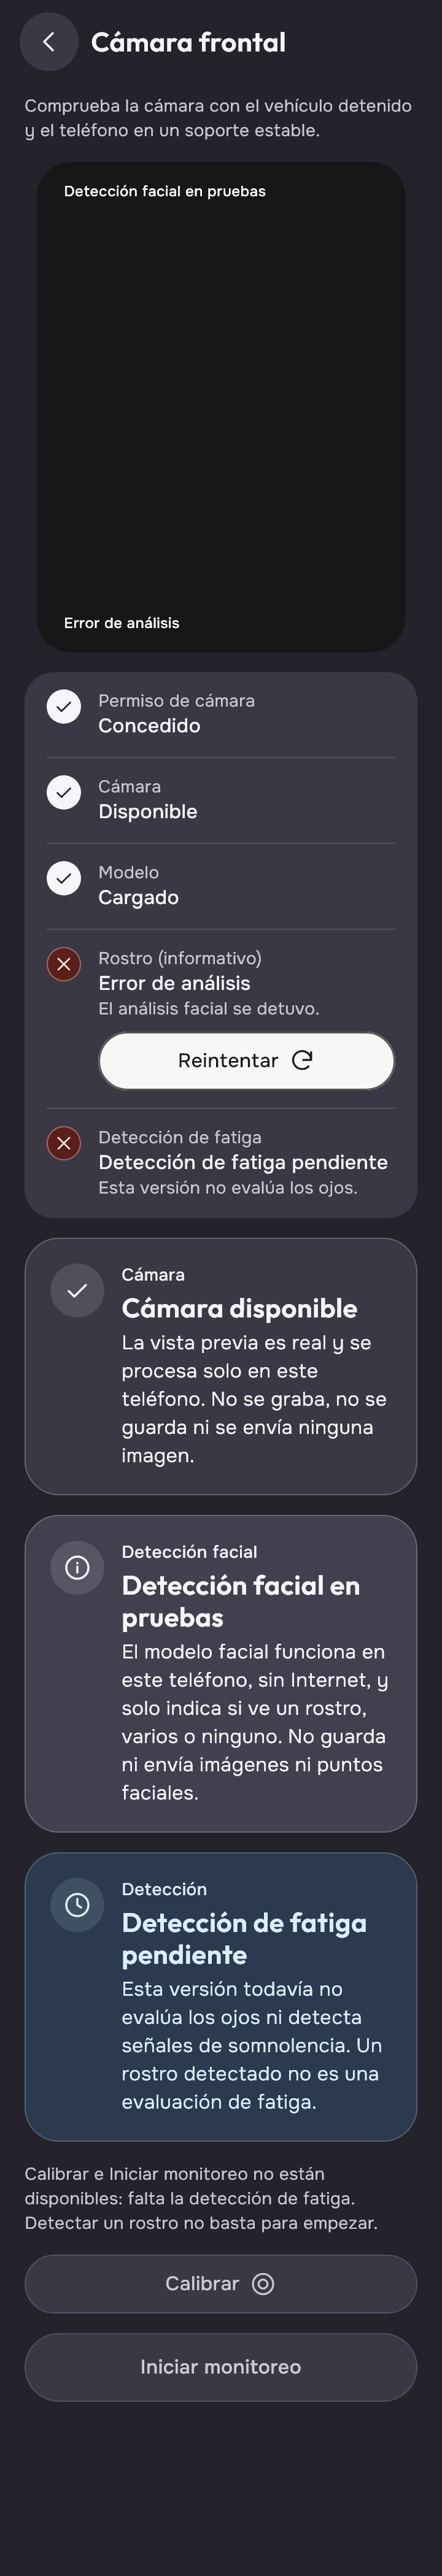 Cámara frontal
Comprueba la cámara con el vehículo detenido
y el teléfono en un soporte estable.
Detección facial en pruebas
Error de análisis
Permiso de cámara
Concedido
Cámara
Disponible
Modelo
Cargado
Rostro (informativo)
Error de análisis
El análisis facial se detuvo.
Reintentar
Detección de fatiga
Detección de fatiga pendiente
Esta versión no evalúa los ojos.
Cámara
Cámara disponible
La vista previa es real y se
procesa solo en este
teléfono. No se graba, no se
guarda ni se envía ninguna
imagen.
Detección facial
Detección facial en
pruebas
El modelo facial funciona en
este teléfono, sin Internet, y
solo indica si ve un rostro,
varios o ninguno. No guarda
ni envía imágenes ni puntos
faciales.
Detección
Detección de fatiga
pendiente
Esta versión todavía no
evalúa los ojos ni detecta
señales de somnolencia. Un
rostro detectado no es una
evaluación de fatiga.
Calibrar e Iniciar monitoreo no están
disponibles: falta la detección de fatiga.
Detectar un rostro no basta para empezar.
Calibrar
Iniciar monitoreo